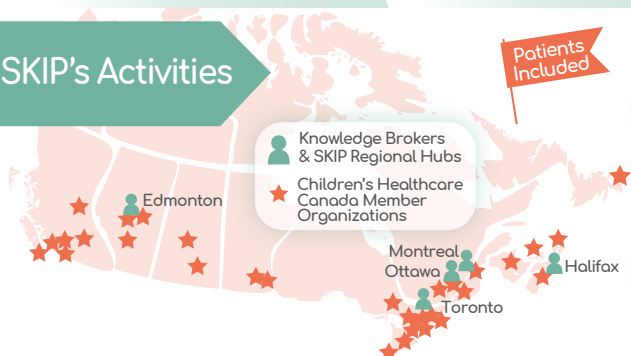 SKIP's Activities
Patients
Included
Knowledge Brokers
& SKIP Regional Hubs
Children's Healthcare
Canada Member
Organizations
Edmonton
Montreal
Ottawa
Halifax
Toronto